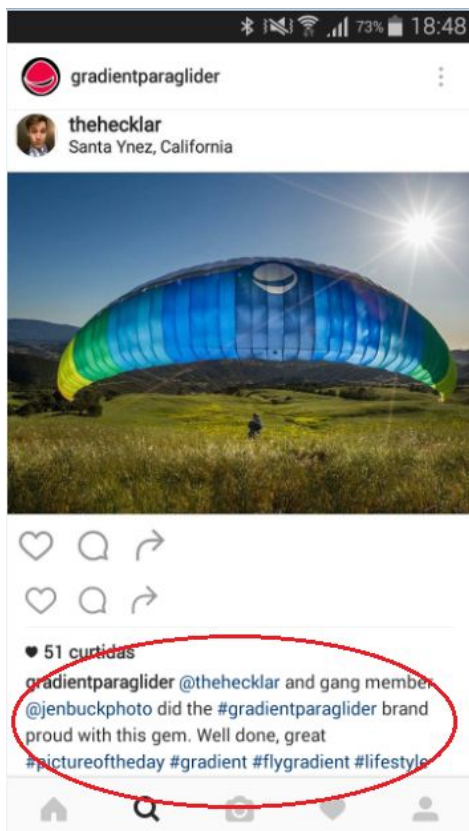 73% 18:48
gradientparaglider
thehecklar
Santa Ynez, California
51 curtidas
gradientparaglider @thehecklar and gang member
@jenbuckphoto did the #gradientparaglider brand
proud with this gem. Well done, great
#pictureoftheday #gradient #flygradient #lifestyle